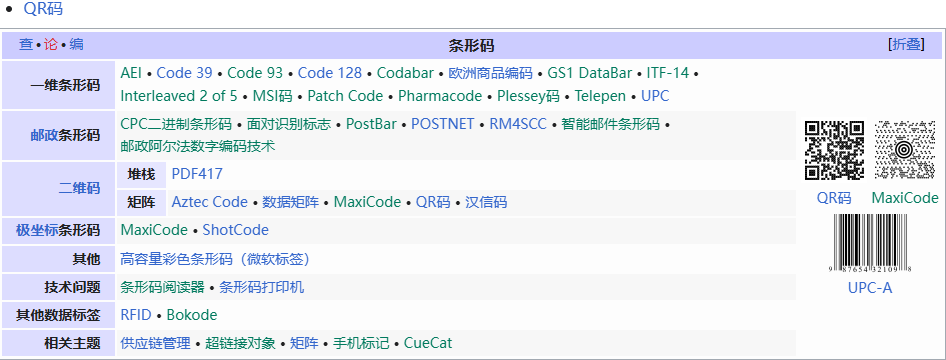 • QR码
查 • 论 • 编
条形码
[折叠]
一维条形码
AEI • Code 39 • Code 93 • Code 128 • Codabar • 欧洲商品编码 • GS1 DataBar • ITF-14 •
Interleaved 2 of 5 • MSI码 • Patch Code • Pharmacode • Plessey码 • Telepen • UPC
邮政条形码
CPC二进制条形码 • 面对识别标志 • PostBar • POSTNET • RM4SCC • 智能邮件条形码 •
邮政阿尔法数字编码技术
二维码
堆栈
PDF417
矩阵
Aztec Code • 数据矩阵 • MaxiCode • QR码 • 汉信码
极坐标条形码
MaxiCode • ShotCode
其他
高容量彩色条形码（微软标签）
技术问题
条形码阅读器 • 条形码打印机
其他数据标签
RFID • Bokode
相关主题
供应链管理 • 超链接对象 • 矩阵 • 手机标记 • CueCat
QR码
MaxiCode
9 87654 32109 8
UPC-A